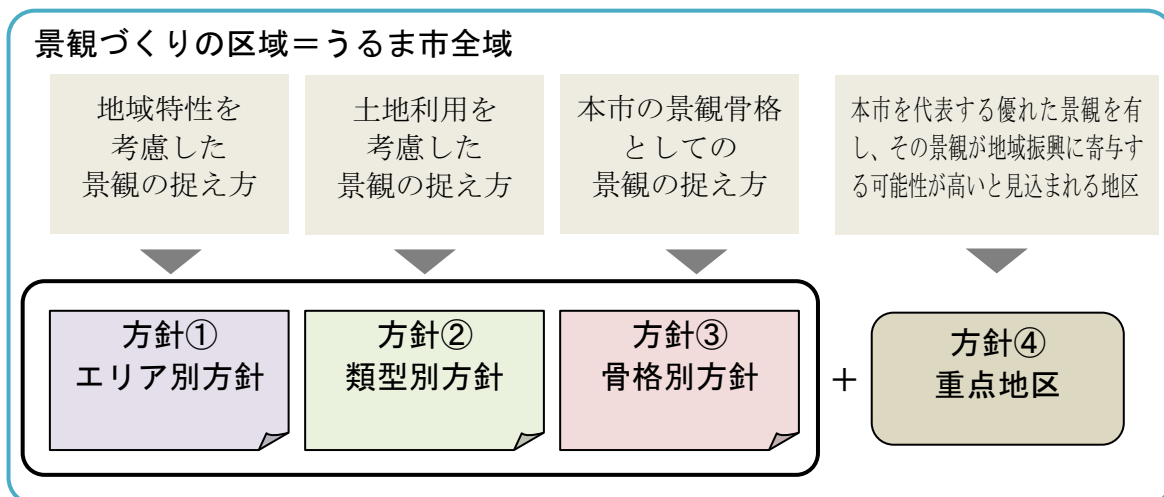 景観づくりの区域＝うるま市全域
地域特性を
考慮した
景観の捉え方
土地利用を
考慮した
景観の捉え方
本市の景観骨格
としての
景観の捉え方
本市を代表する優れた景観を有
し、その景観が地域振興に寄与す
る可能性が高いと見込まれる地区
方針①
エリア別方針
方針②
類型別方針
方針③
骨格別方針
＋
方針④
重点地区